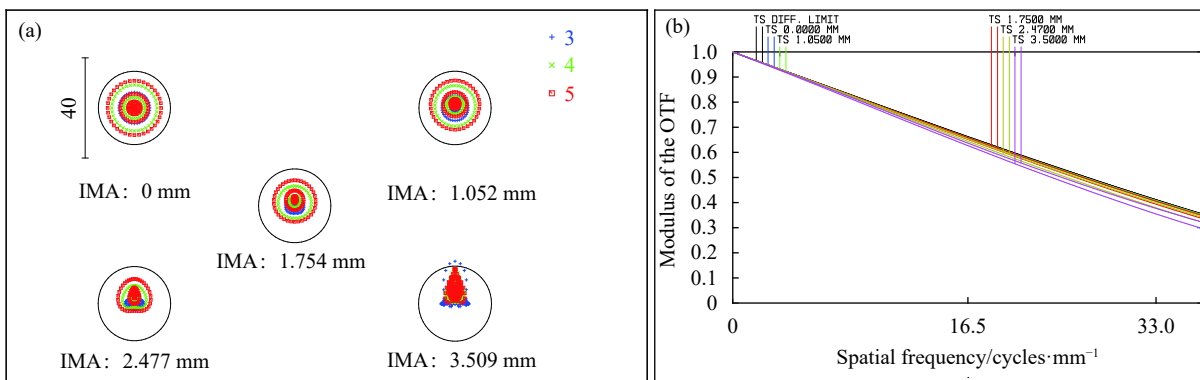 (a)
+ 3
× 4
5
40
IMA: 0 mm
IMA: 1.052 mm
IMA: 1.754 mm
IMA: 2.477 mm
IMA: 3.509 mm
(b)
TS DIFF. LIMIT
TS 0.0000 MM
TS 1.0500 MM
TS 1.7500 MM
TS 2.4700 MM
TS 3.5000 MM
1.0
0.9
0.8
0.7
0.6
0.5
0.4
0.3
0.2
0.1
0
0
16.5
33.0
Modulus of the OTF
Spatial frequency/cycles·mm⁻¹